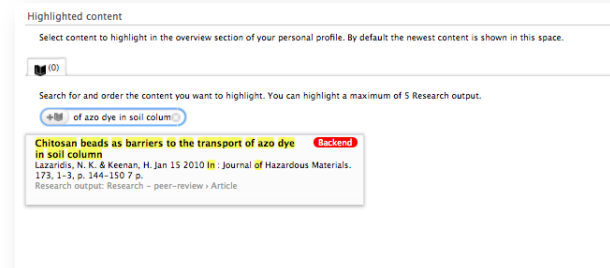 Highlighted content
Select content to highlight in the overview section of your personal profile. By default the newest content is shown in this space.
(0)
Search for and order the content you want to highlight. You can highlight a maximum of 5 Research output.
of azo dye in soil colum
Chitosan beads as barriers to the transport of azo dye Backend
in soil column
Lazaridis, N. K. & Keenan, H. Jan 15 2010 In : Journal of Hazardous Materials.
173, 1-3, p. 144-150 7 p.
Research output: Research - peer-review › Article